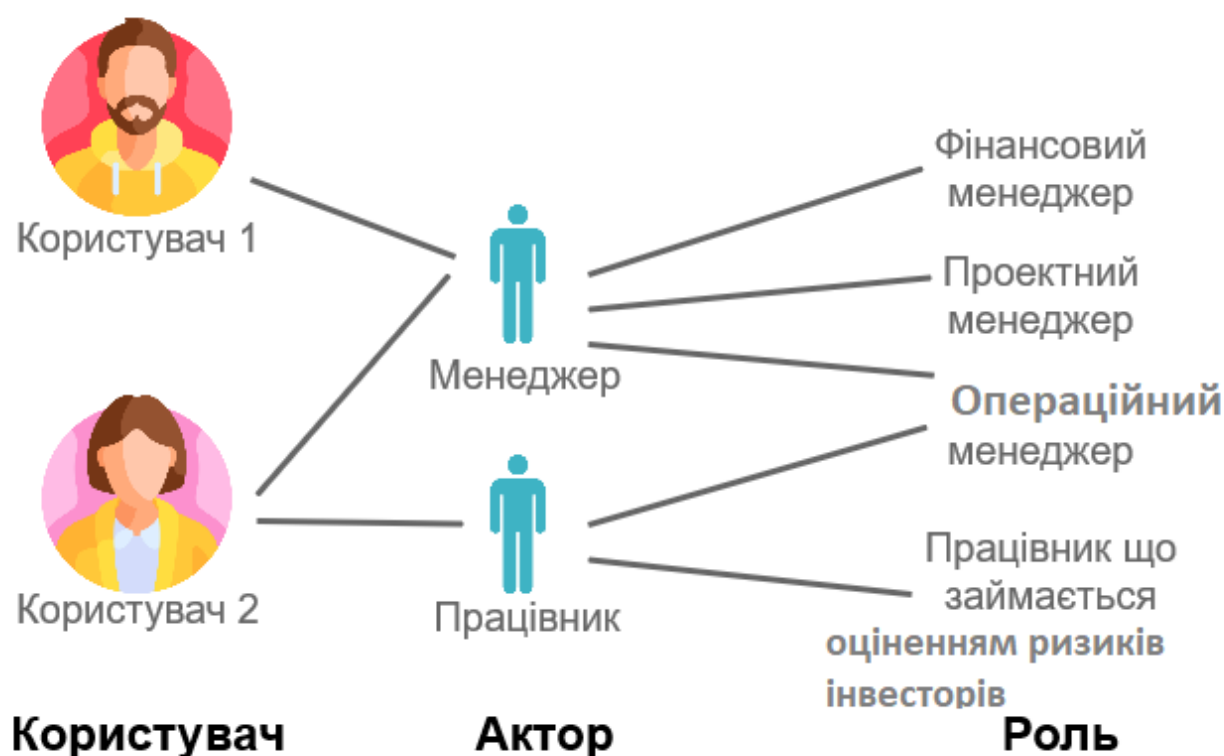 Користувач 1
Користувач 2
Менеджер
Працівник
Фінансовий
менеджер
Проектний
менеджер
Операційний
менеджер
Працівник що
займається
оціненням ризиків
інвесторів
Користувач
Актор
Роль